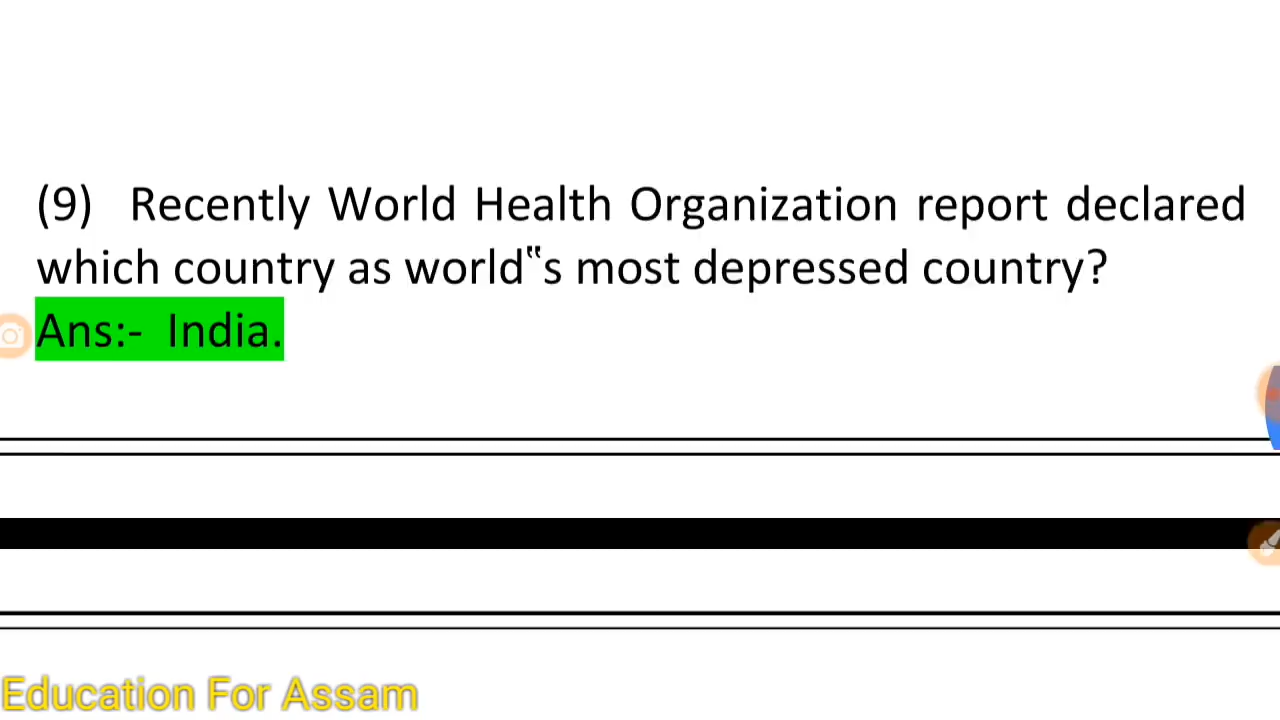 (9) Recently World Health Organization report declared
which country as world‟s most depressed country?
Ans:- India.
Education For Assam